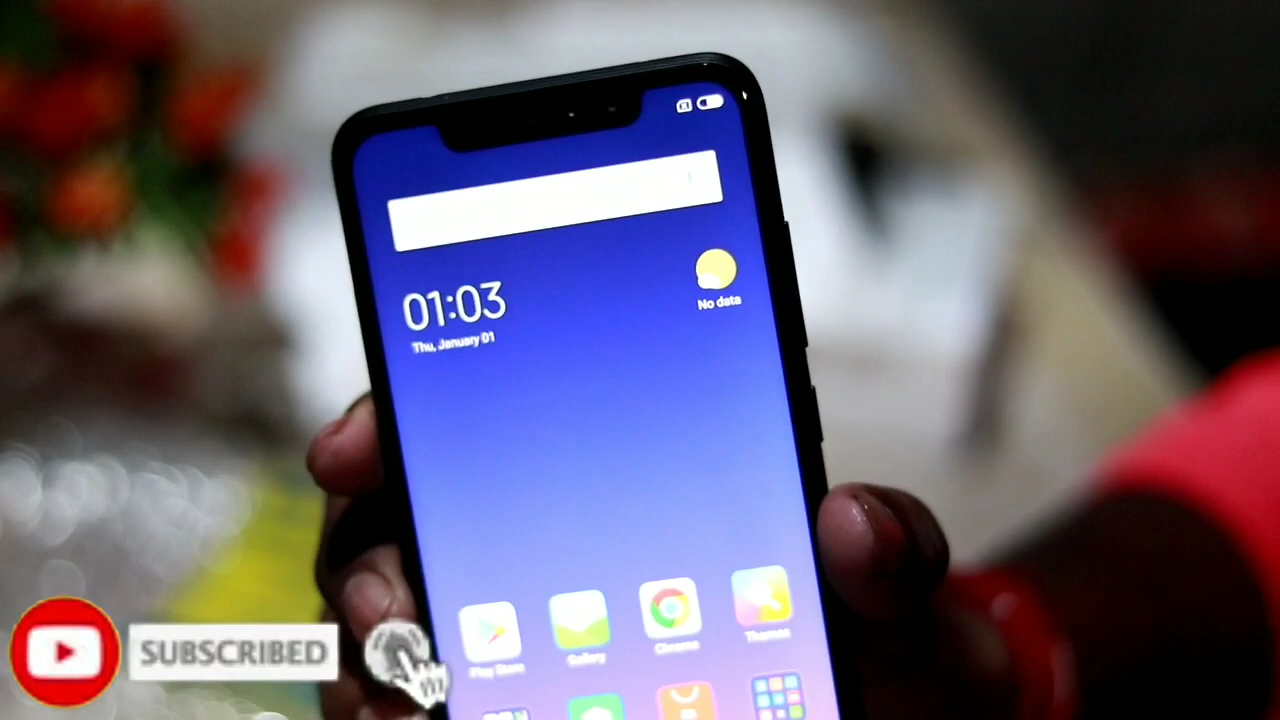 01:03
Thu, January 01
No data
Play Store
Gallery
Chrome
Themes
SUBSCRIBED